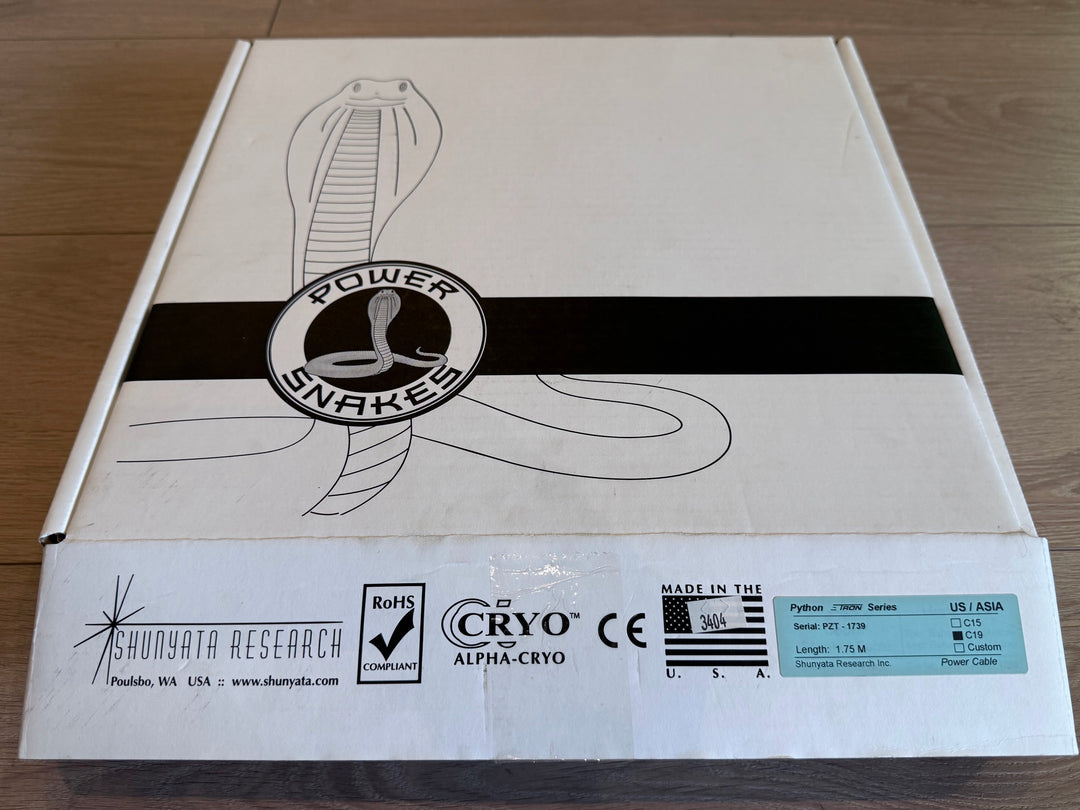 POWER
SNAKES
SHUNYATA RESEARCH
Poulsbo, WA USA :: www.shunyata.com
RoHS
COMPLIANT
CRYO™
ALPHA-CRYO
CE
MADE IN THE
3404
U. S. A.
Python ΞTRON Series
US / ASIA
Serial: PZT - 1739
C15
C19
Length: 1.75 M
Custom
Shunyata Research Inc.
Power Cable